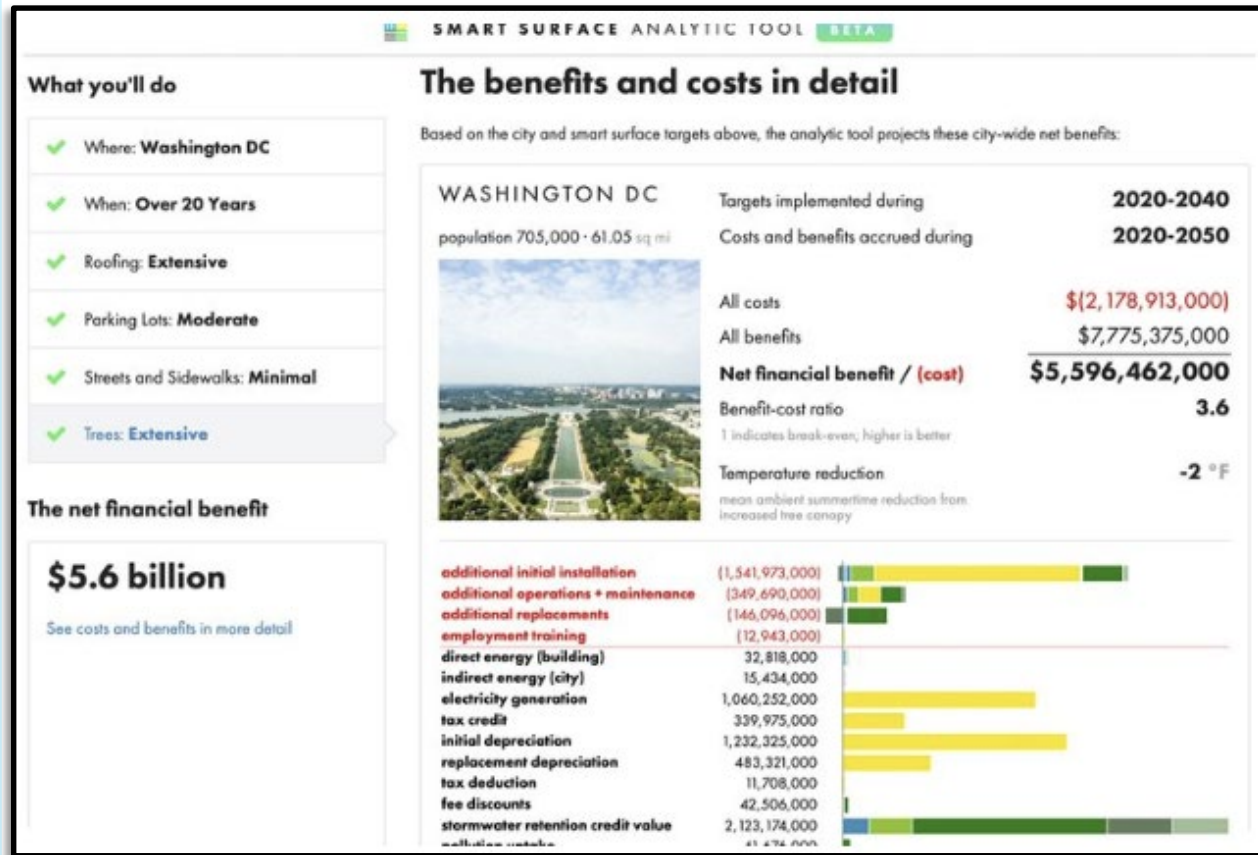 SMART SURFACE ANALYTIC TOOL BETA
What you'll do
Where: Washington DC
When: Over 20 Years
Roofing: Extensive
Parking Lots: Moderate
Streets and Sidewalks: Minimal
Trees: Extensive
The net financial benefit
$5.6 billion
See costs and benefits in more detail
The benefits and costs in detail
Based on the city and smart surface targets above, the analytic tool projects these city-wide net benefits:
WASHINGTON DC
population 705,000 · 61.05 sq mi
Targets implemented during 2020-2040
Costs and benefits accrued during 2020-2050
All costs $(2,178,913,000)
All benefits $7,775,375,000
Net financial benefit / (cost) $5,596,462,000
Benefit-cost ratio 3.6
1 indicates break-even; higher is better
Temperature reduction -2 °F
mean ambient summertime reduction from
increased tree canopy
additional initial installation (1,541,973,000)
additional operations + maintenance (349,690,000)
additional replacements (146,096,000)
employment training (12,943,000)
direct energy (building) 32,818,000
indirect energy (city) 15,434,000
electricity generation 1,060,252,000
tax credit 339,975,000
initial depreciation 1,232,325,000
replacement depreciation 483,321,000
tax deduction 11,708,000
fee discounts 42,506,000
stormwater retention credit value 2,123,174,000
pollution uptake 41,676,000